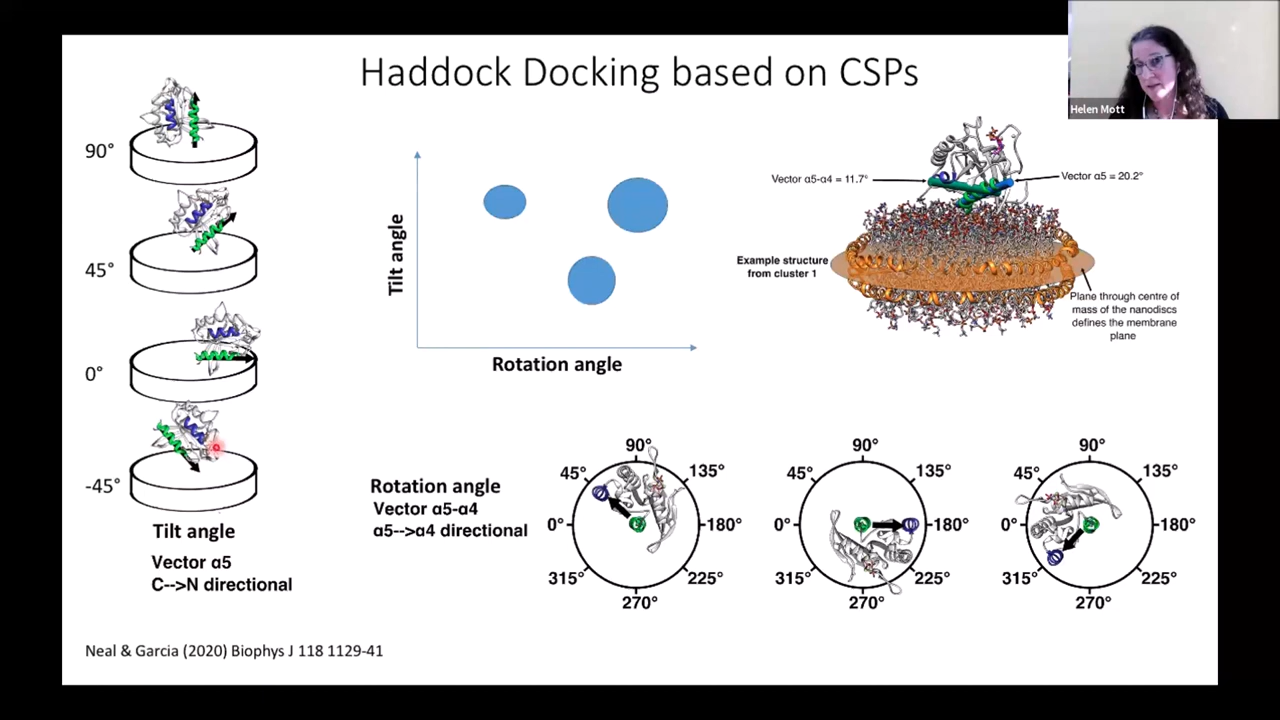 Haddock Docking based on CSPs
Helen Mott
90°
45°
0°
-45°
Tilt angle
Vector α5
C-->N directional
Tilt angle
Rotation angle
Vector α5-α4 = 11.7°
Vector α5 = 20.2°
Example structure
from cluster 1
Plane through centre of
mass of the nanodiscs
defines the membrane
plane
Rotation angle
Vector α5-α4
α5-->α4 directional
90°
45°
135°
0°
180°
315°
225°
270°
90°
45°
135°
0°
180°
315°
225°
270°
90°
45°
135°
0°
180°
315°
225°
270°
Neal & Garcia (2020) Biophys J 118 1129-41